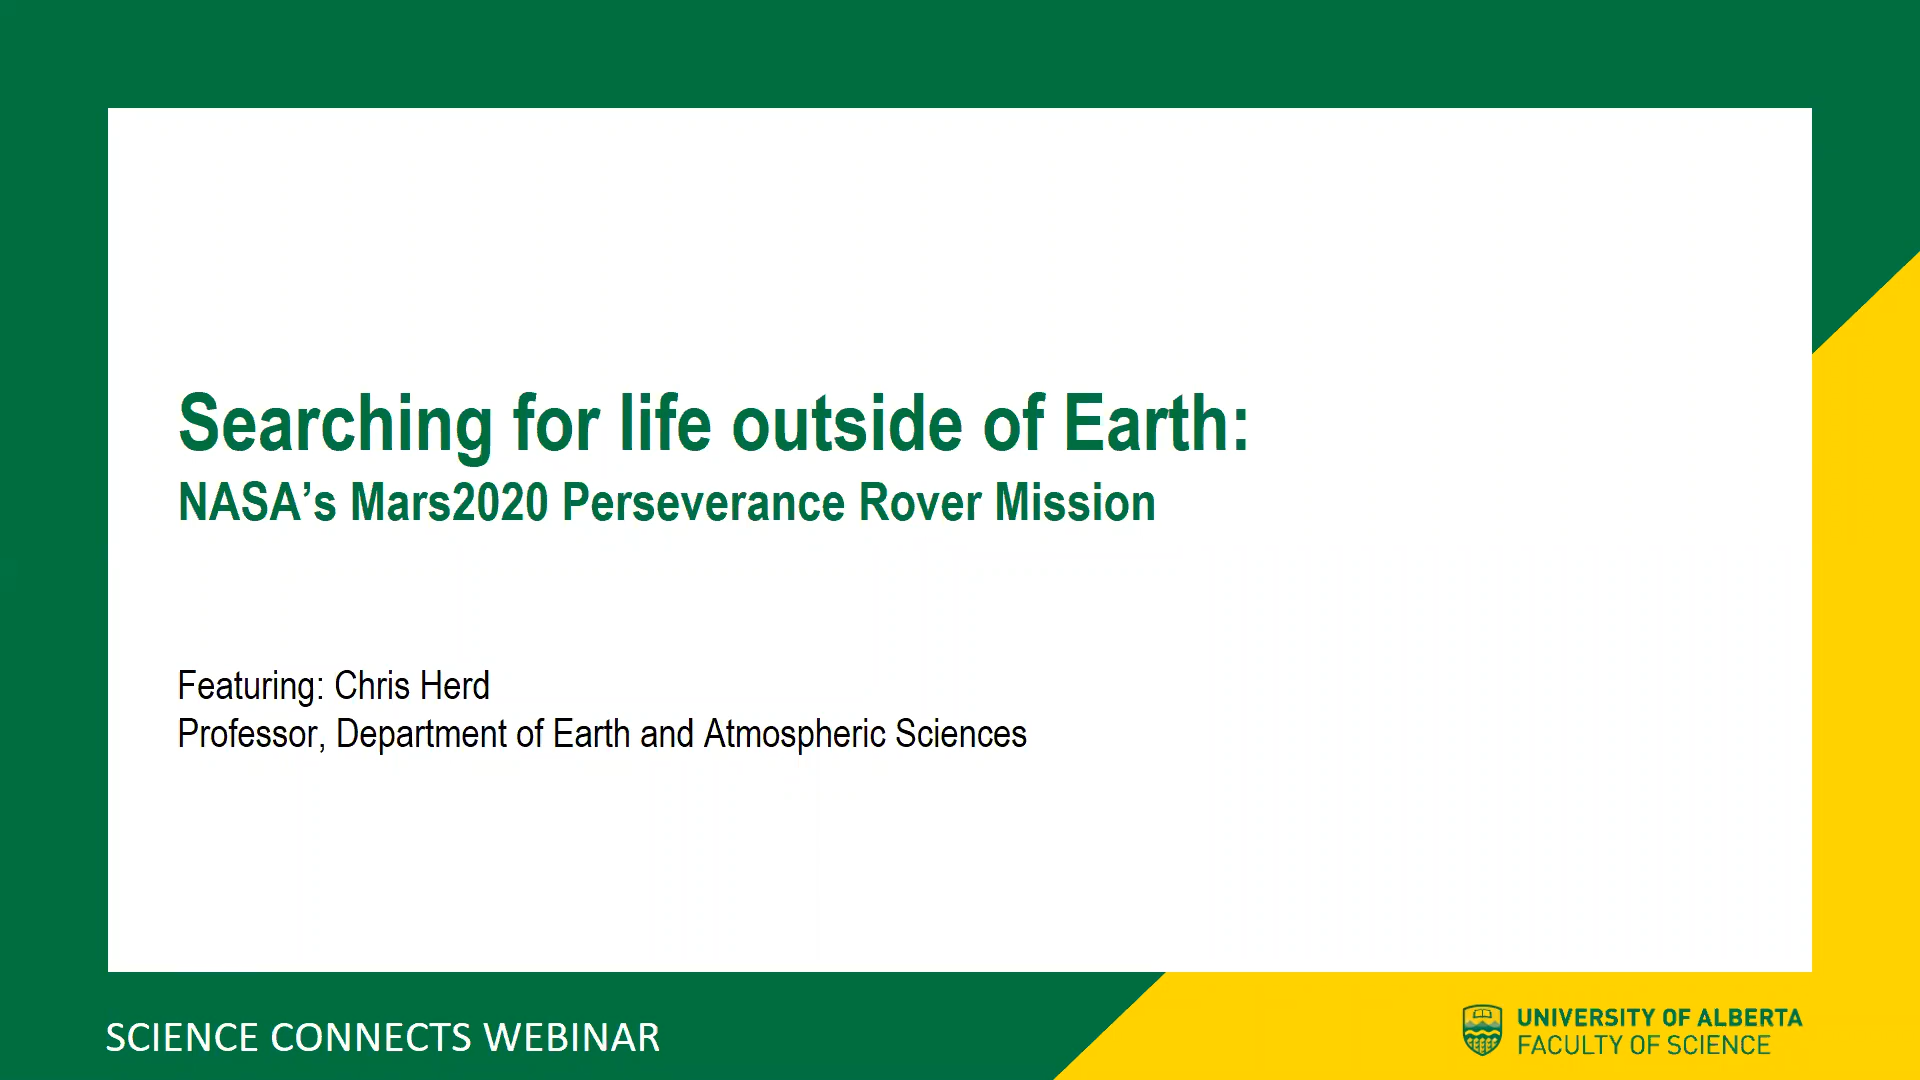 Searching for life outside of Earth:
NASA’s Mars2020 Perseverance Rover Mission
Featuring: Chris Herd
Professor, Department of Earth and Atmospheric Sciences
SCIENCE CONNECTS WEBINAR
UNIVERSITY OF ALBERTA
FACULTY OF SCIENCE